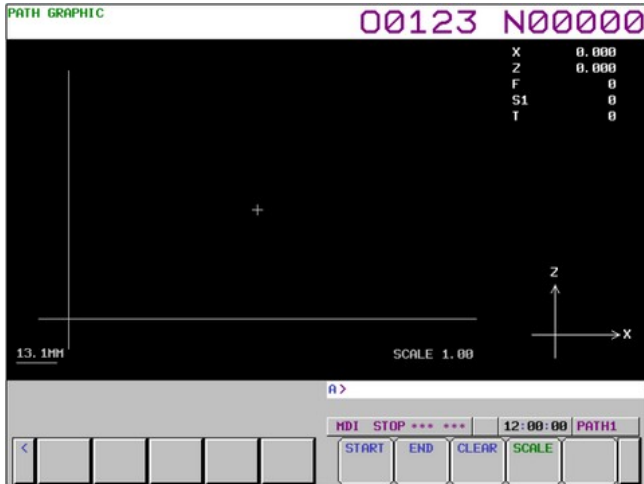 PATH GRAPHIC
O0123 N00000
X 0.000
Z 0.000
F 0
S1 0
T 0
Z
X
13.1MM
SCALE 1.00
A>
MDI STOP *** *** 12:00:00 PATH1
< START END CLEAR SCALE